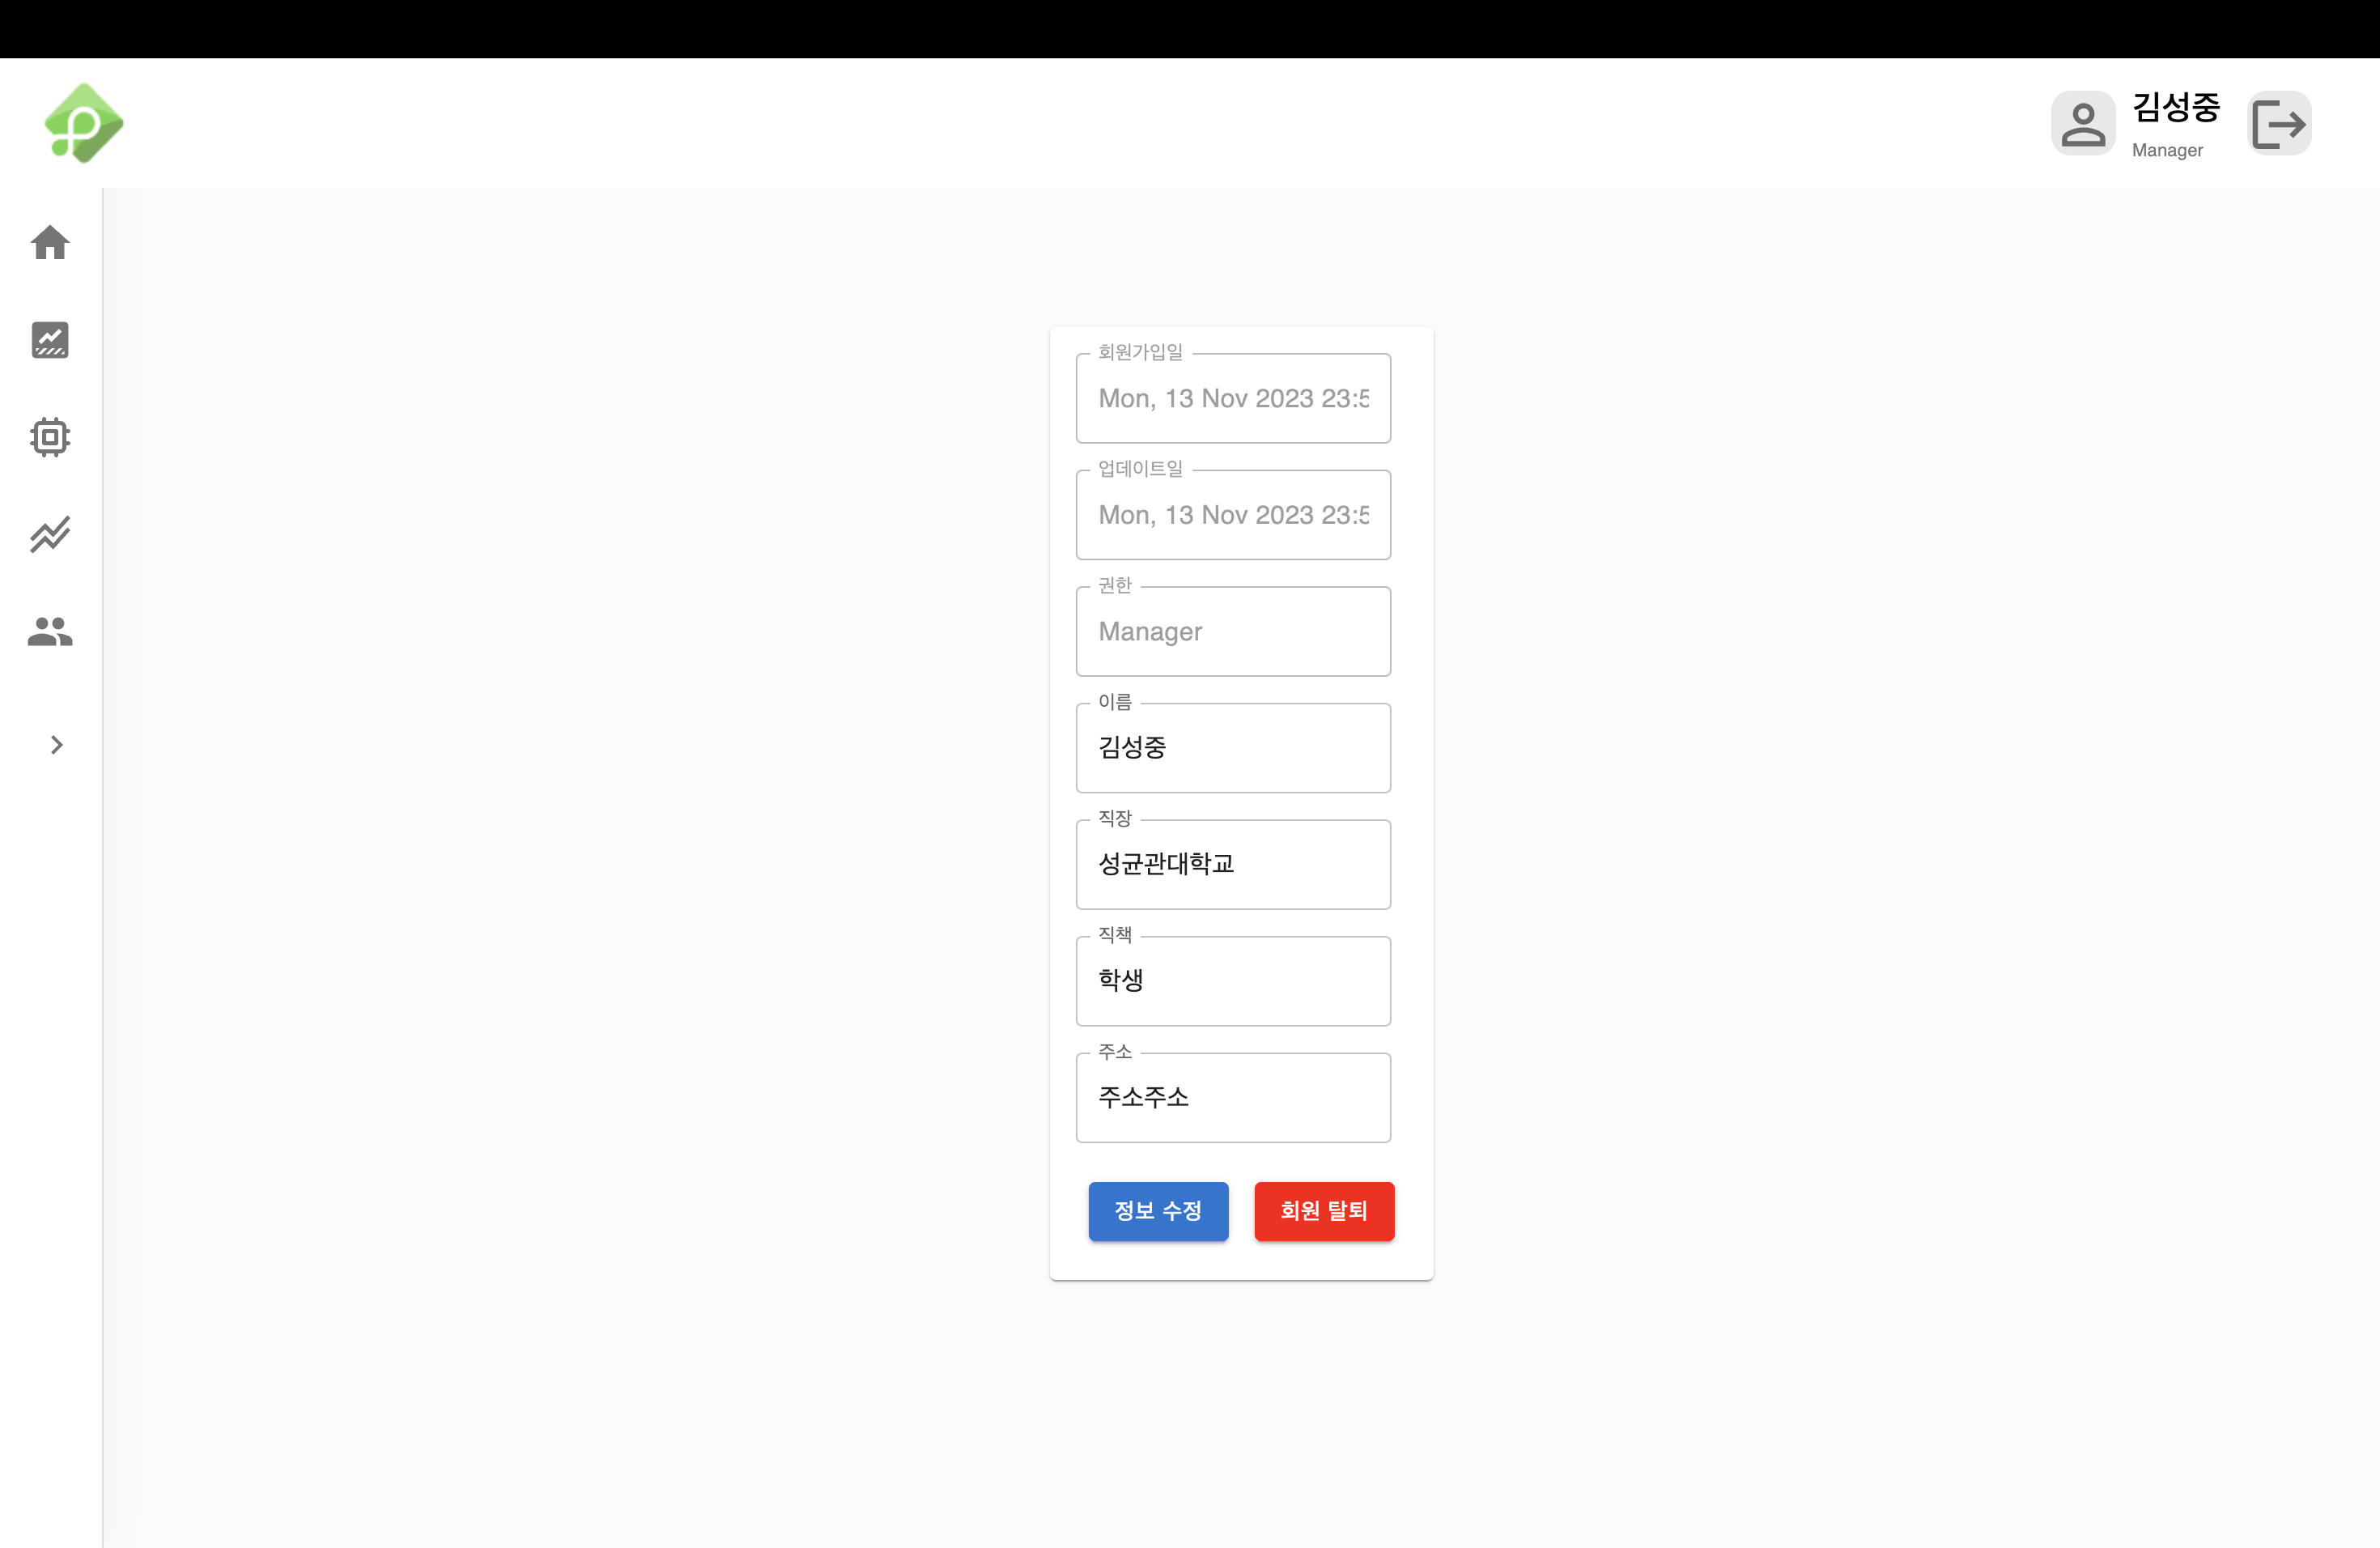 김성중
Manager
회원가입일
Mon, 13 Nov 2023 23:5
업데이트일
Mon, 13 Nov 2023 23:5
권한
Manager
이름
김성중
직장
성균관대학교
직책
학생
주소
주소주소
정보 수정
회원 탈퇴